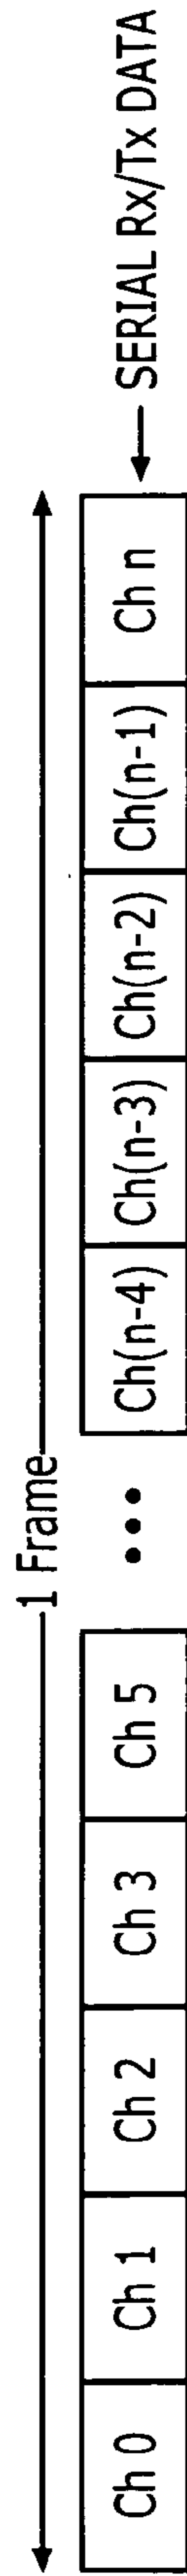 1 Frame
Ch 0 Ch 1 Ch 2 Ch 3 Ch 5 ••• Ch(n-4) Ch(n-3) Ch(n-2) Ch(n-1) Ch n ← SERIAL Rx/Tx DATA